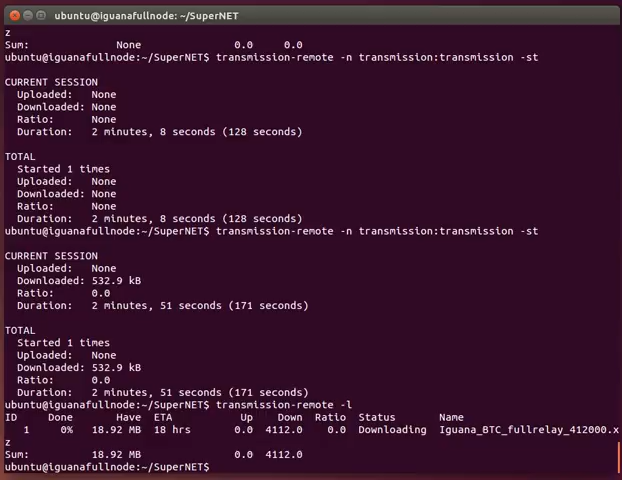 ubuntu@iguanafullnode: ~/SuperNET
z
Sum: None 0.0 0.0
ubuntu@iguanafullnode:~/SuperNET$ transmission-remote -n transmission:transmission -st
CURRENT SESSION
Uploaded: None
Downloaded: None
Ratio: None
Duration: 2 minutes, 8 seconds (128 seconds)
TOTAL
Started 1 times
Uploaded: None
Downloaded: None
Ratio: None
Duration: 2 minutes, 8 seconds (128 seconds)
ubuntu@iguanafullnode:~/SuperNET$ transmission-remote -n transmission:transmission -st
CURRENT SESSION
Uploaded: None
Downloaded: 532.9 kB
Ratio: 0.0
Duration: 2 minutes, 51 seconds (171 seconds)
TOTAL
Started 1 times
Uploaded: None
Downloaded: 532.9 kB
Ratio: 0.0
Duration: 2 minutes, 51 seconds (171 seconds)
ubuntu@iguanafullnode:~/SuperNET$ transmission-remote -l
ID Done Have ETA Up Down Ratio Status Name
1 0% 18.92 MB 18 hrs 0.0 4112.0 0.0 Downloading Iguana_BTC_fullrelay_412000.x
z
Sum: 18.92 MB 0.0 4112.0
ubuntu@iguanafullnode:~/SuperNET$